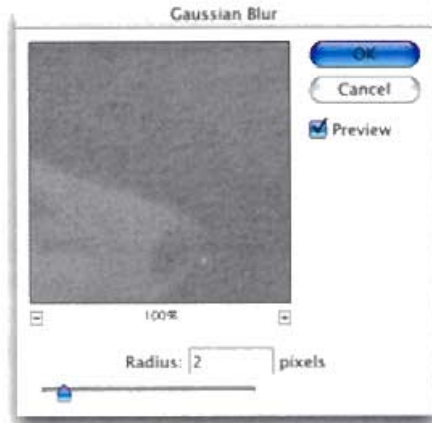 Gaussian Blur
OK
Cancel
Preview
100%
Radius: 2 pixels